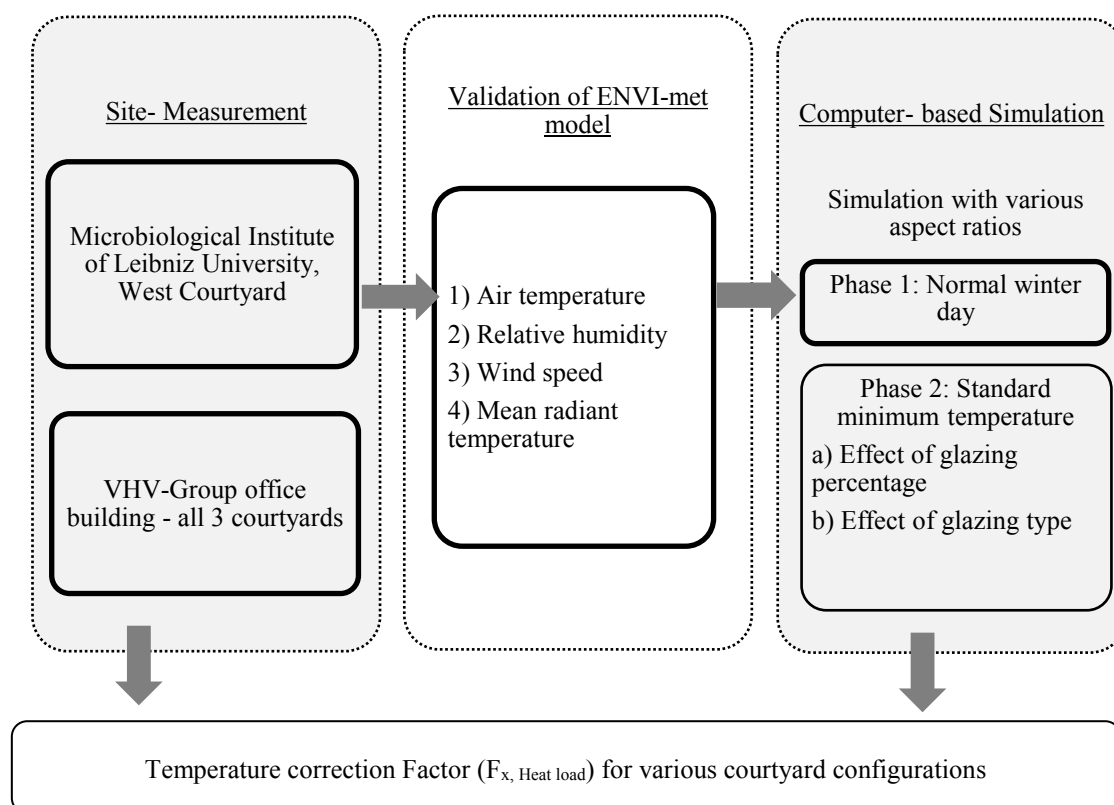 Site- Measurement
Microbiological Institute
of Leibniz University,
West Courtyard
VHV-Group office
building - all 3 courtyards
Validation of ENVI-met
model
1) Air temperature
2) Relative humidity
3) Wind speed
4) Mean radiant
temperature
Computer- based Simulation
Simulation with various
aspect ratios
Phase 1: Normal winter
day
Phase 2: Standard
minimum temperature
a) Effect of glazing
percentage
b) Effect of glazing type
Temperature correction Factor (Fx, Heat load) for various courtyard configurations